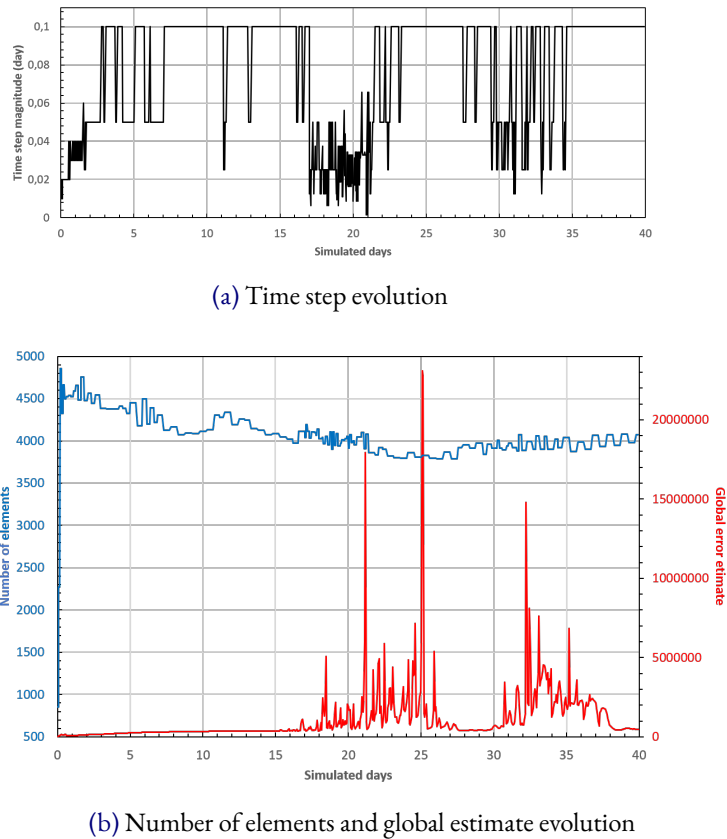 0,1
0,08
0,06
0,04
0,02
0
Time step magnitude (day)
0 5 10 15 20 25 30 35 40
Simulated days
(a) Time step evolution
5000
4500
4000
3500
3000
2500
2000
1500
1000
500
Number of elements
20000000
15000000
10000000
5000000
0
Global error etimate
0 5 10 15 20 25 30 35 40
Simulated days
(b) Number of elements and global estimate evolution